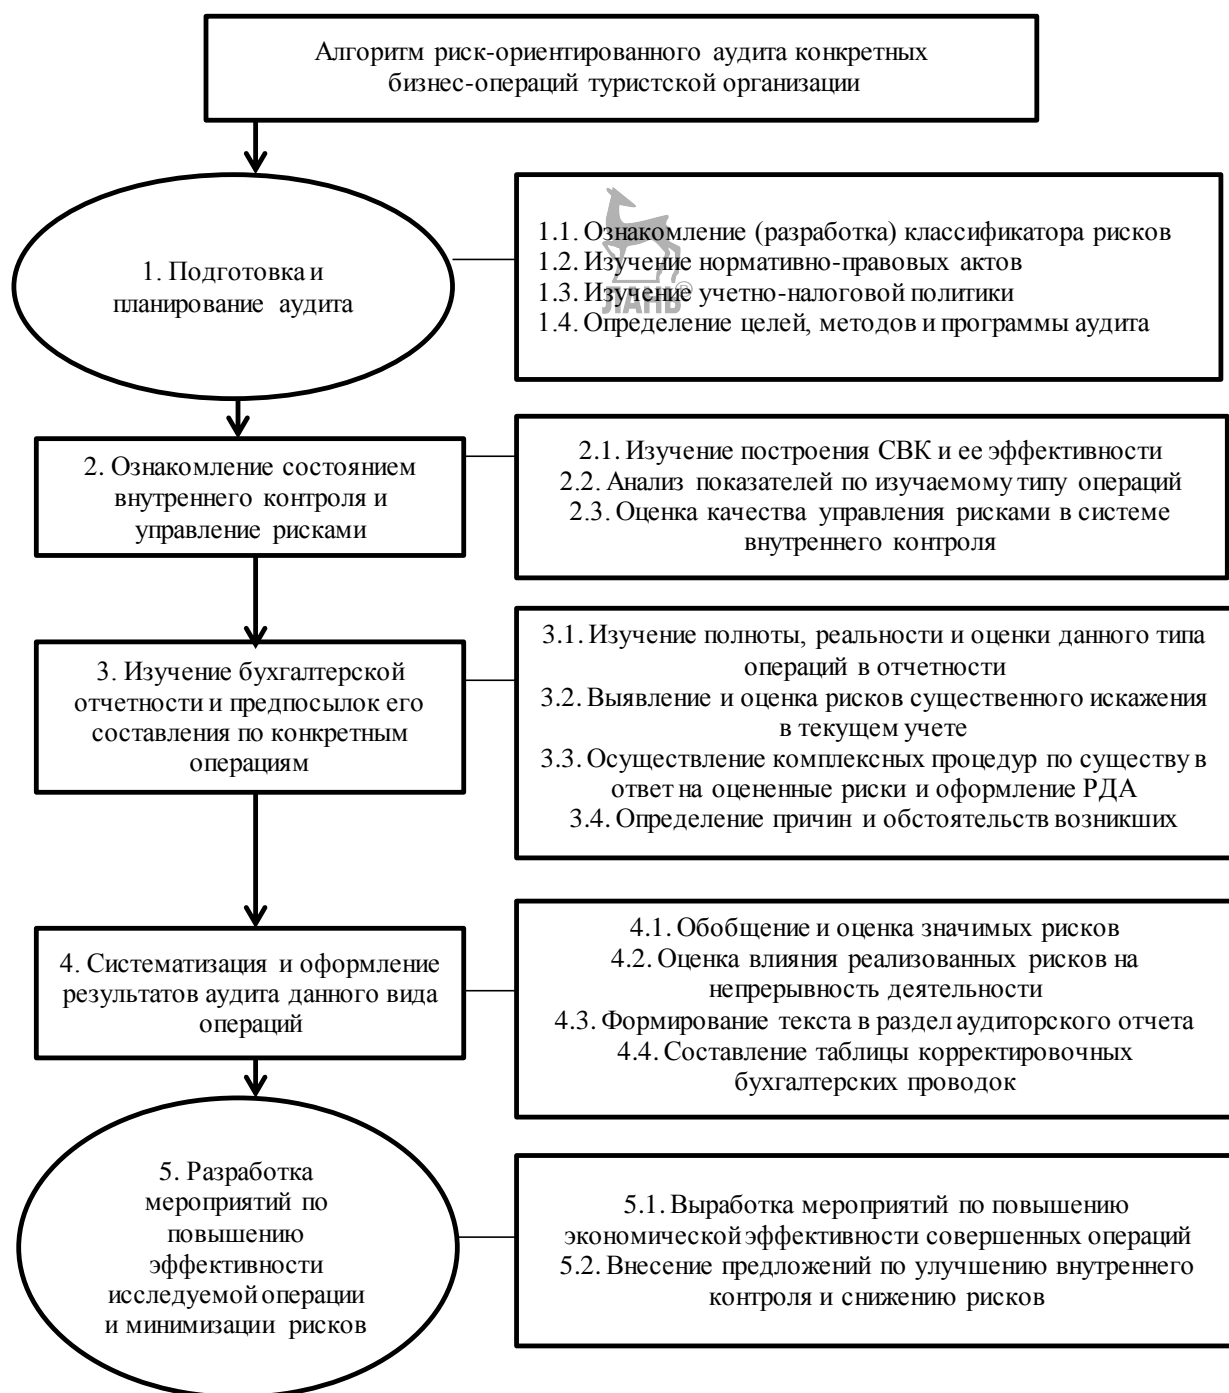 Алгоритм риск-ориентированного аудита конкретных
бизнес-операций туристской организации
1. Подготовка и
планирование аудита
1.1. Ознакомление (разработка) классификатора рисков
1.2. Изучение нормативно-правовых актов
1.3. Изучение учетно-налоговой политики
1.4. Определение целей, методов и программы аудита
ЛАНЬ®
2. Ознакомление состоянием
внутреннего контроля и
управление рисками
2.1. Изучение построения СВК и ее эффективности
2.2. Анализ показателей по изучаемому типу операций
2.3. Оценка качества управления рисками в системе
внутреннего контроля
3. Изучение бухгалтерской
отчетности и предпосылок его
составления по конкретным
операциям
3.1. Изучение полноты, реальности и оценки данного типа
операций в отчетности
3.2. Выявление и оценка рисков существенного искажения
в текущем учете
3.3. Осуществление комплексных процедур по существу в
ответ на оцененные риски и оформление РДА
3.4. Определение причин и обстоятельств возникших
4. Систематизация и оформление
результатов аудита данного вида
операций
4.1. Обобщение и оценка значимых рисков
4.2. Оценка влияния реализованных рисков на
непрерывность деятельности
4.3. Формирование текста в раздел аудиторского отчета
4.4. Составление таблицы корректировочных
бухгалтерских проводок
5. Разработка
мероприятий по
повышению
эффективности
исследуемой операции
и минимизации рисков
5.1. Выработка мероприятий по повышению
экономической эффективности совершенных операций
5.2. Внесение предложений по улучшению внутреннего
контроля и снижению рисков